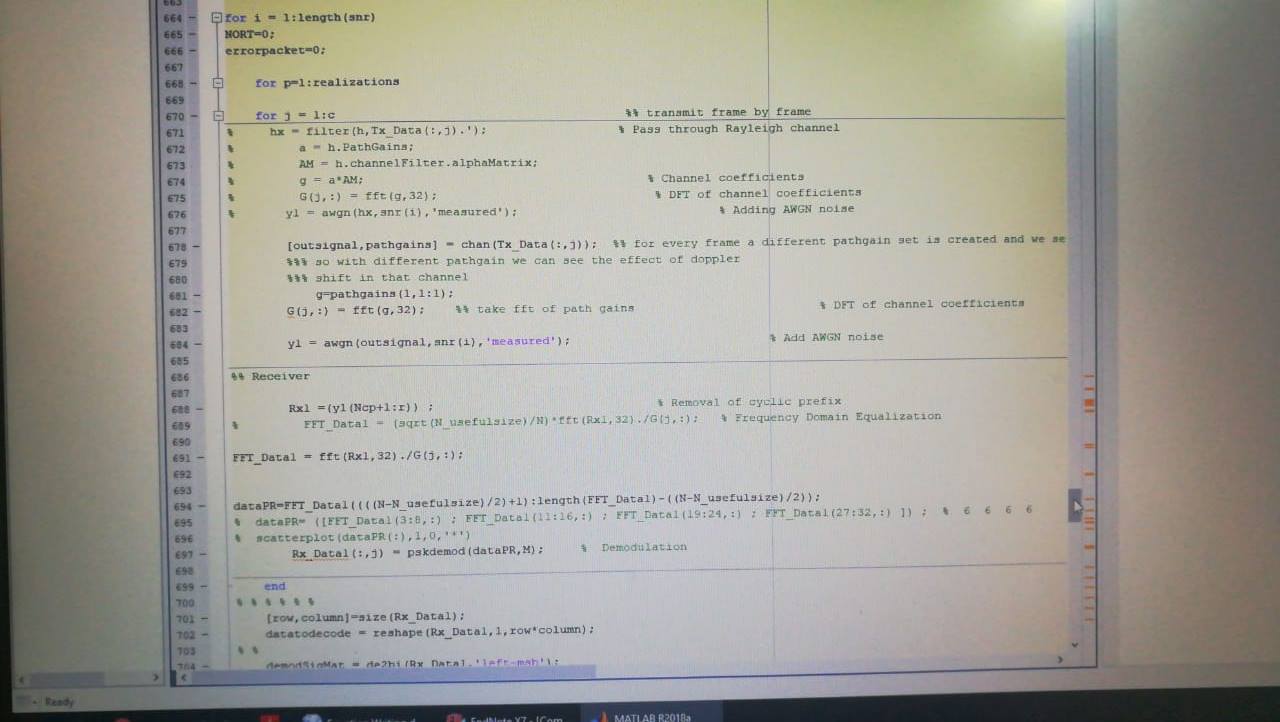 663
664 - for i = 1:length(snr)
665 - NORT=0;
666 - errorpacket=0;
667
668 - for p=1:realizations
669
670 - for j = 1:c %% transmit frame by frame
671 % hx = filter(h,Tx_Data(:,j).'); % Pass through Rayleigh channel
672 % a = h.PathGains;
673 % AM = h.channelFilter.alphaMatrix;
674 % g = a*AM; % Channel coefficients
675 % G(j,:) = fft(g,32); % DFT of channel coefficients
676 % y1 = awgn(hx,snr(i),'measured'); % Adding AWGN noise
677
678 - [outsignal,pathgains] = chan(Tx_Data(:,j)); %% for every frame a different pathgain set is created and we se
679 %%% so with different pathgain we can see the effect of doppler
680 %%% shift in that channel
681 - g=pathgains(1,1:1);
682 - G(j,:) = fft(g,32); %% take fft of path gains % DFT of channel coefficients
683
684 - y1 = awgn(outsignal,snr(i),'measured'); % Add AWGN noise
685
686 %% Receiver
687
688 - Rx1 =(y1(Ncp+1:r)) ; % Removal of cyclic prefix
689 % FFT_Data1 = (sqrt(N_usefulsize)/N)*fft(Rx1,32)./G(j,:); % Frequency Domain Equalization
690
691 - FFT_Data1 = fft(Rx1,32)./G(j,:);
692
693
694 - dataPR=FFT_Data1((((N-N_usefulsize)/2)+1):length(FFT_Data1)-((N-N_usefulsize)/2));
695 % dataPR= ([FFT_Data1(3:8,:) ; FFT_Data1(11:16,:) ; FFT_Data1(19:24,:) ; FFT_Data1(27:32,:) ]) ; % 6 6 6 6
696 % scatterplot(dataPR(:),1,0,'*')
697 - Rx_Data1(:,j) = pskdemod(dataPR,M); % Demodulation
698
699 - end
700 % % % % % %
701 - [row,column]=size(Rx_Data1);
702 - datatodecode = reshape(Rx_Data1,1,row*column);
703 % %
704 - demodSigMat = de2bi(Rx_Data1,'left-msb');
Ready
EndNote X7 - [Com
MATLAB R2018a